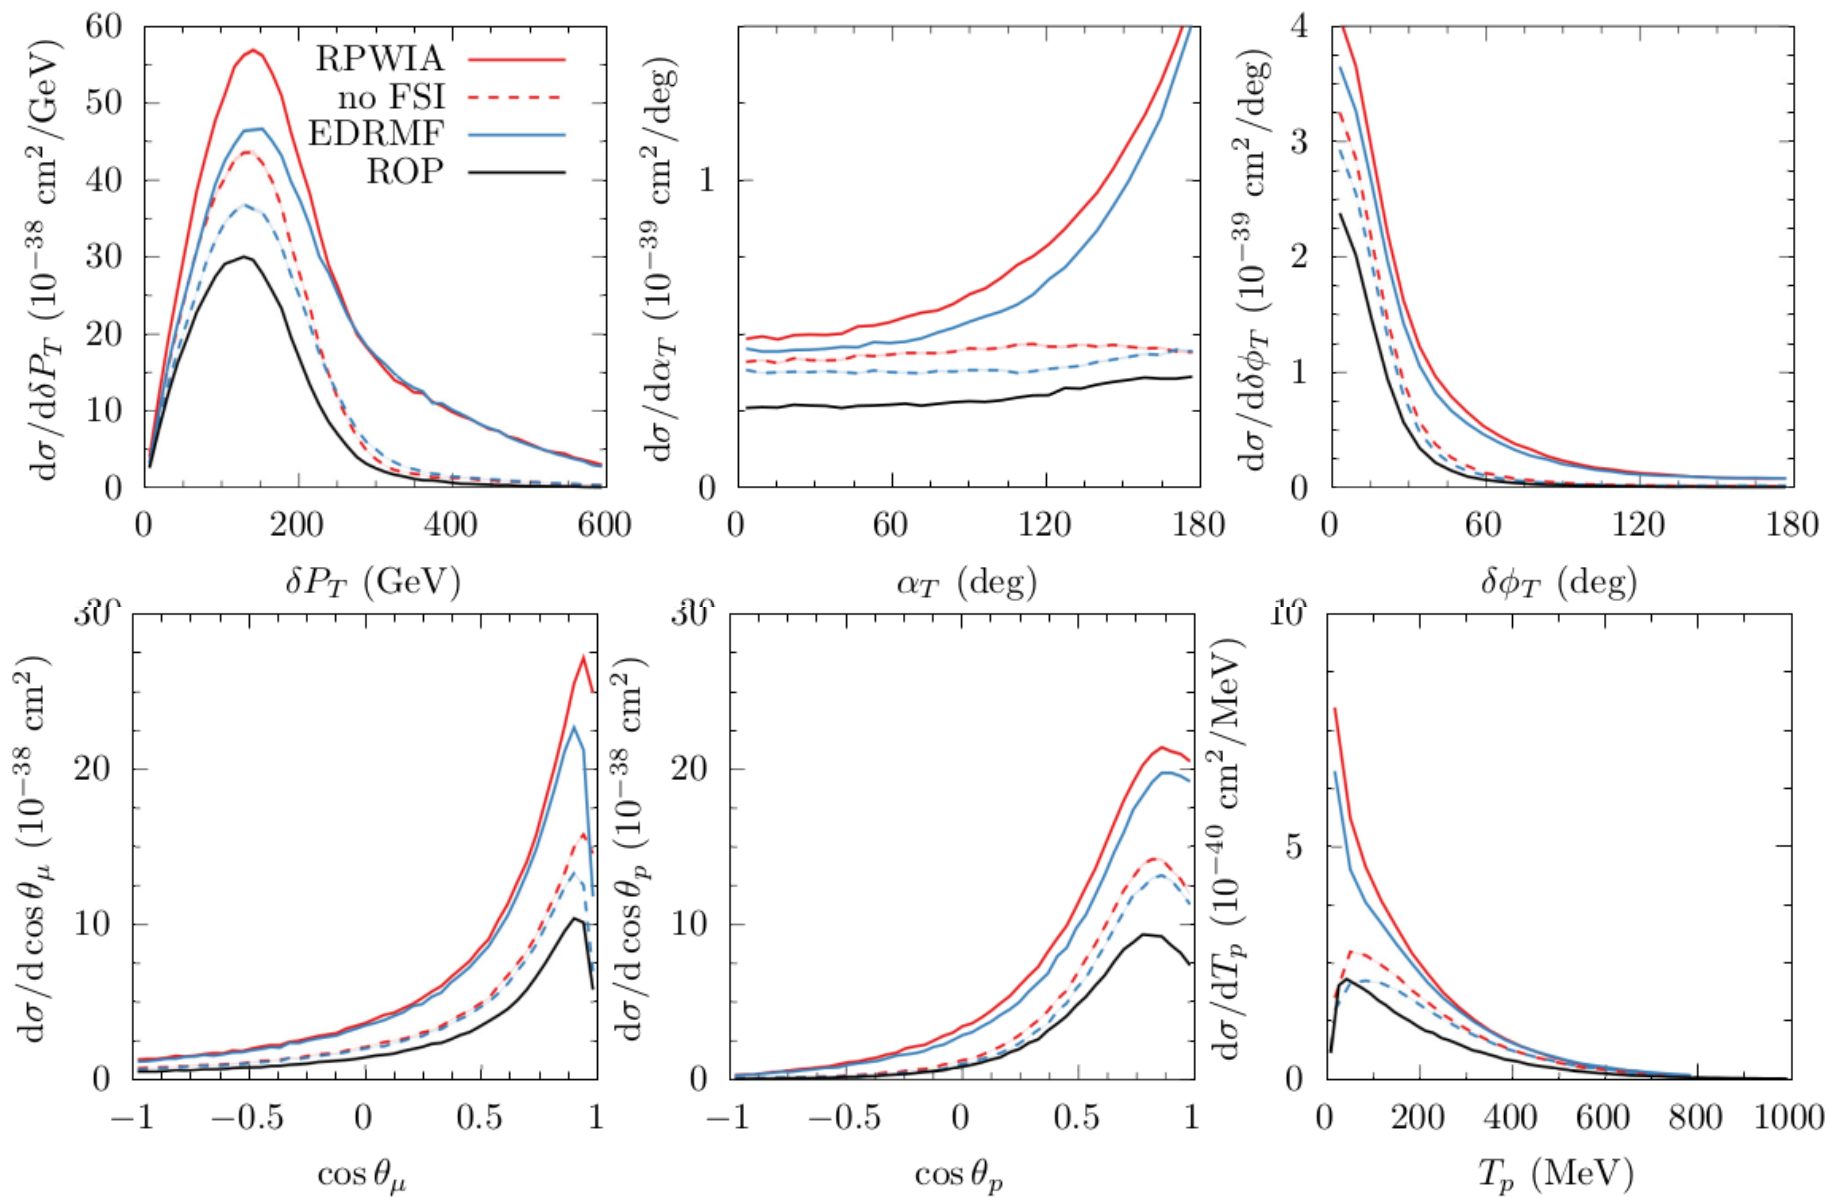 60
50
40
30
20
10
0
0 200 400 600
dσ/dδP_T (10^−38 cm^2/GeV)
δP_T (GeV)
RPWIA
no FSI
EDRMF
ROP
1
0
0 60 120 180
dσ/dα_T (10^−39 cm^2/deg)
α_T (deg)
4
3
2
1
0
0 60 120 180
dσ/dδϕ_T (10^−39 cm^2/deg)
δϕ_T (deg)
30
20
10
0
−1 −0.5 0 0.5 1
dσ/d cos θ_μ (10^−38 cm^2)
cos θ_μ
30
20
10
0
−1 −0.5 0 0.5 1
dσ/d cos θ_p (10^−38 cm^2)
cos θ_p
10
5
0
0 200 400 600 800 1000
dσ/dT_p (10^−40 cm^2/MeV)
T_p (MeV)